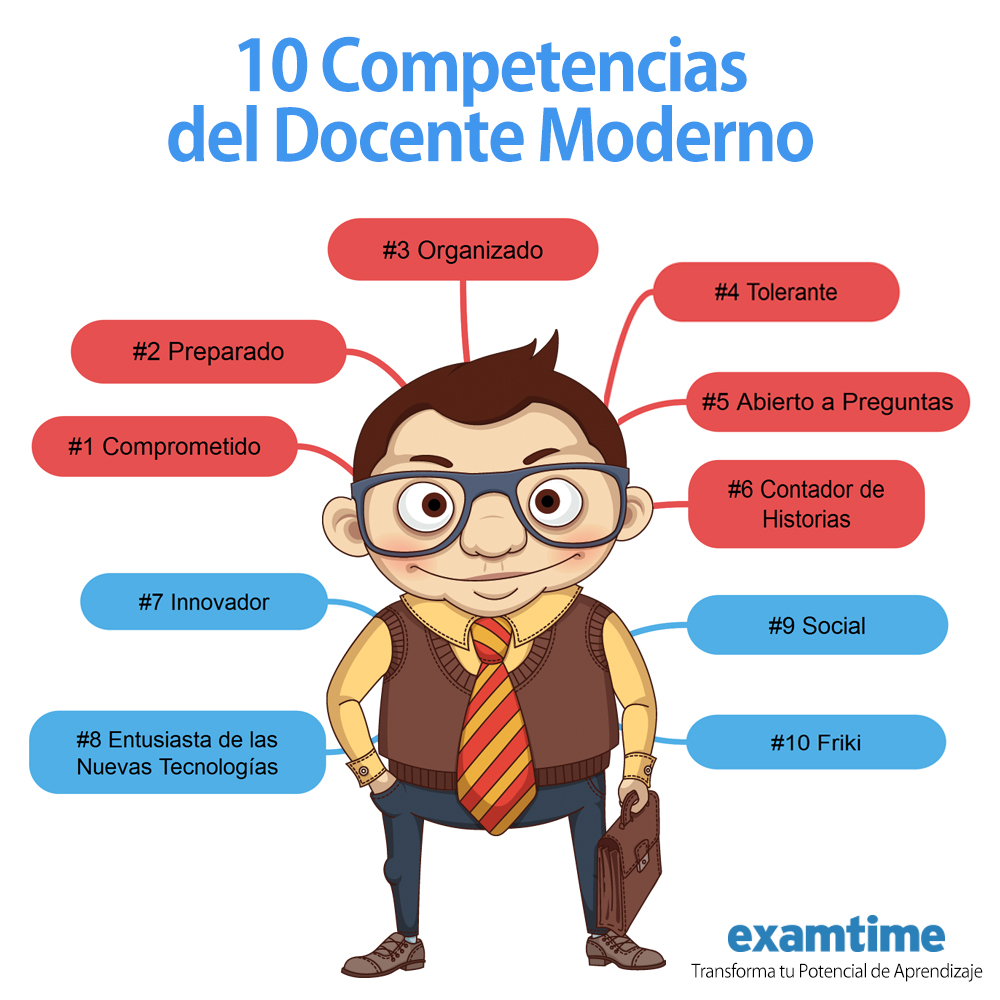 10 Competencias
del Docente Moderno
#3 Organizado
#4 Tolerante
#2 Preparado
#5 Abierto a Preguntas
#1 Comprometido
#6 Contador de
Historias
#7 Innovador
#9 Social
#8 Entusiasta de las
Nuevas Tecnologías
#10 Friki
examtime
Transforma tu Potencial de Aprendizaje